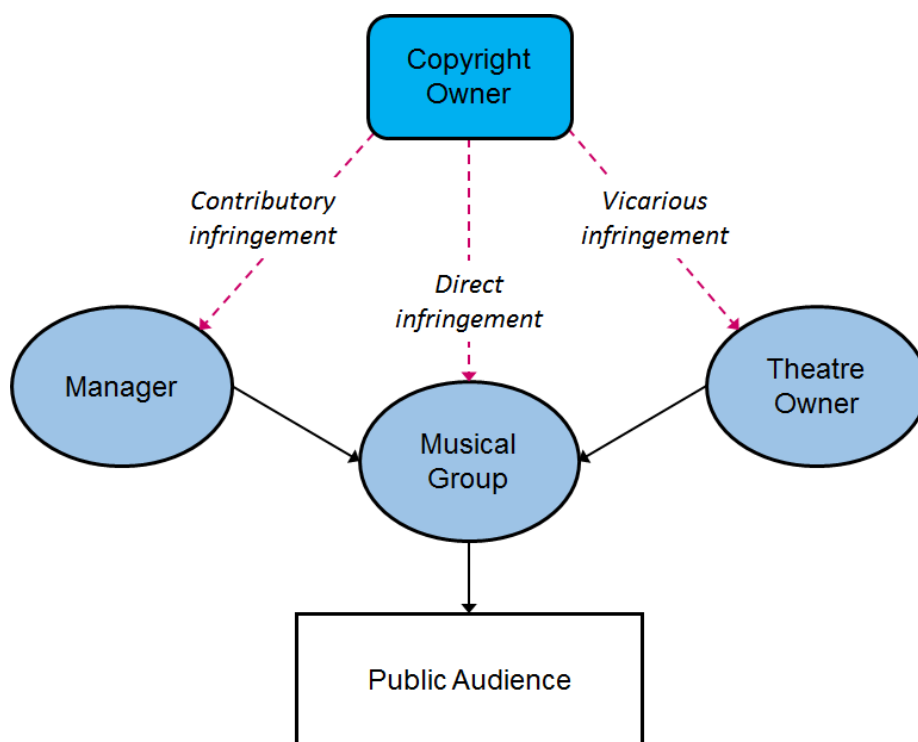 Copyright
Owner
Contributory
infringement
Vicarious
infringement
Direct
infringement
Manager
Theatre
Owner
Musical
Group
Public Audience